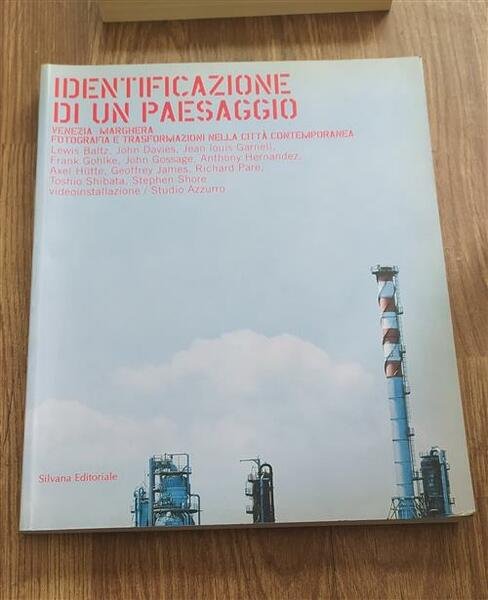 IDENTIFICAZIONE
DI UN PAESAGGIO
VENEZIA MARGHERA
FOTOGRAFIA E TRASFORMAZIONI NELLA CITTÀ CONTEMPORANEA
Lewis Baltz, John Davies, Jean louis Garnell,
Frank Gohlke, John Gossage, Anthony Hernandez,
Axel Hütte, Geoffrey James, Richard Pare,
Toshio Shibata, Stephen Shore
videoinstallazione / Studio Azzurro
Silvana Editoriale